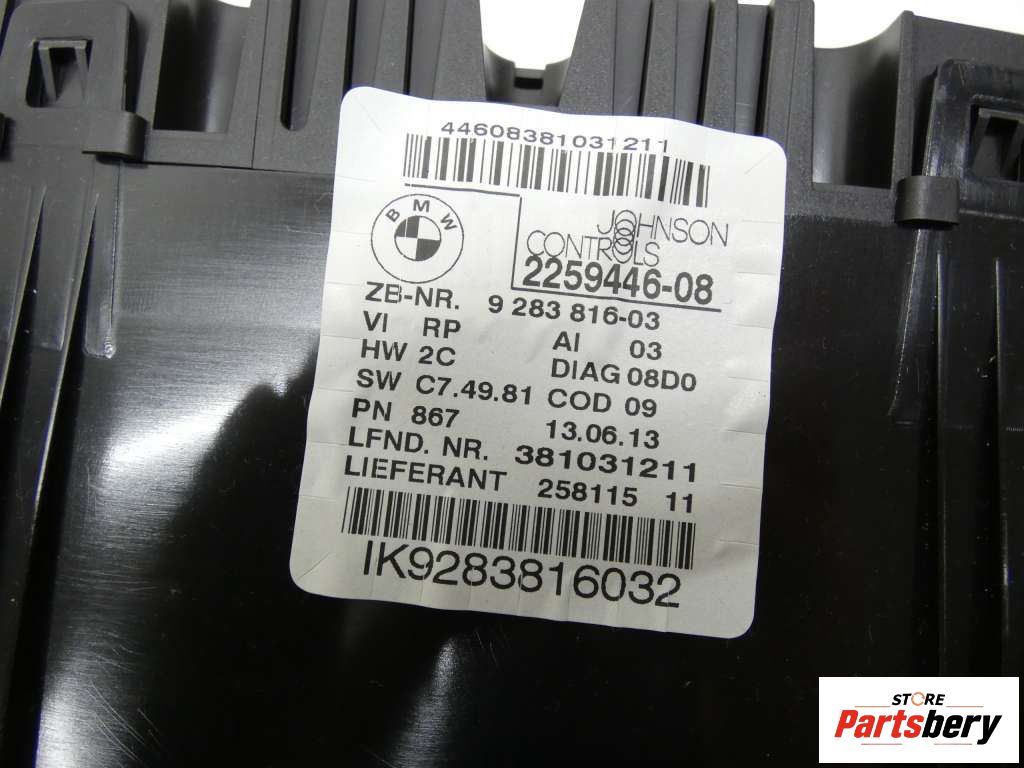 44608381031211
BMW
JOHNSON
CONTROLS
2259446-08
ZB-NR. 9 283 816-03
VI RP AI 03
HW 2C DIAG 08D0
SW C7.49.81 COD 09
PN 867 13.06.13
LFND. NR. 381031211
LIEFERANT 258115 11
IK9283816032
STORE
Partsbery